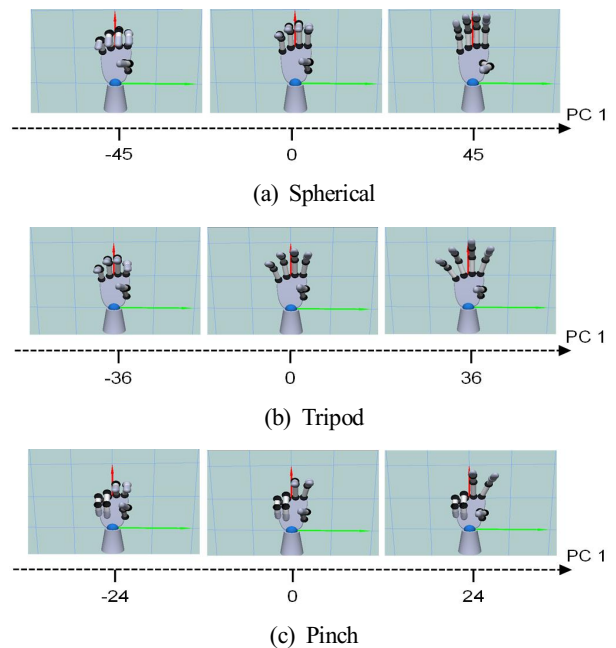 PC 1
-45 0 45
(a) Spherical
PC 1
-36 0 36
(b) Tripod
PC 1
-24 0 24
(c) Pinch